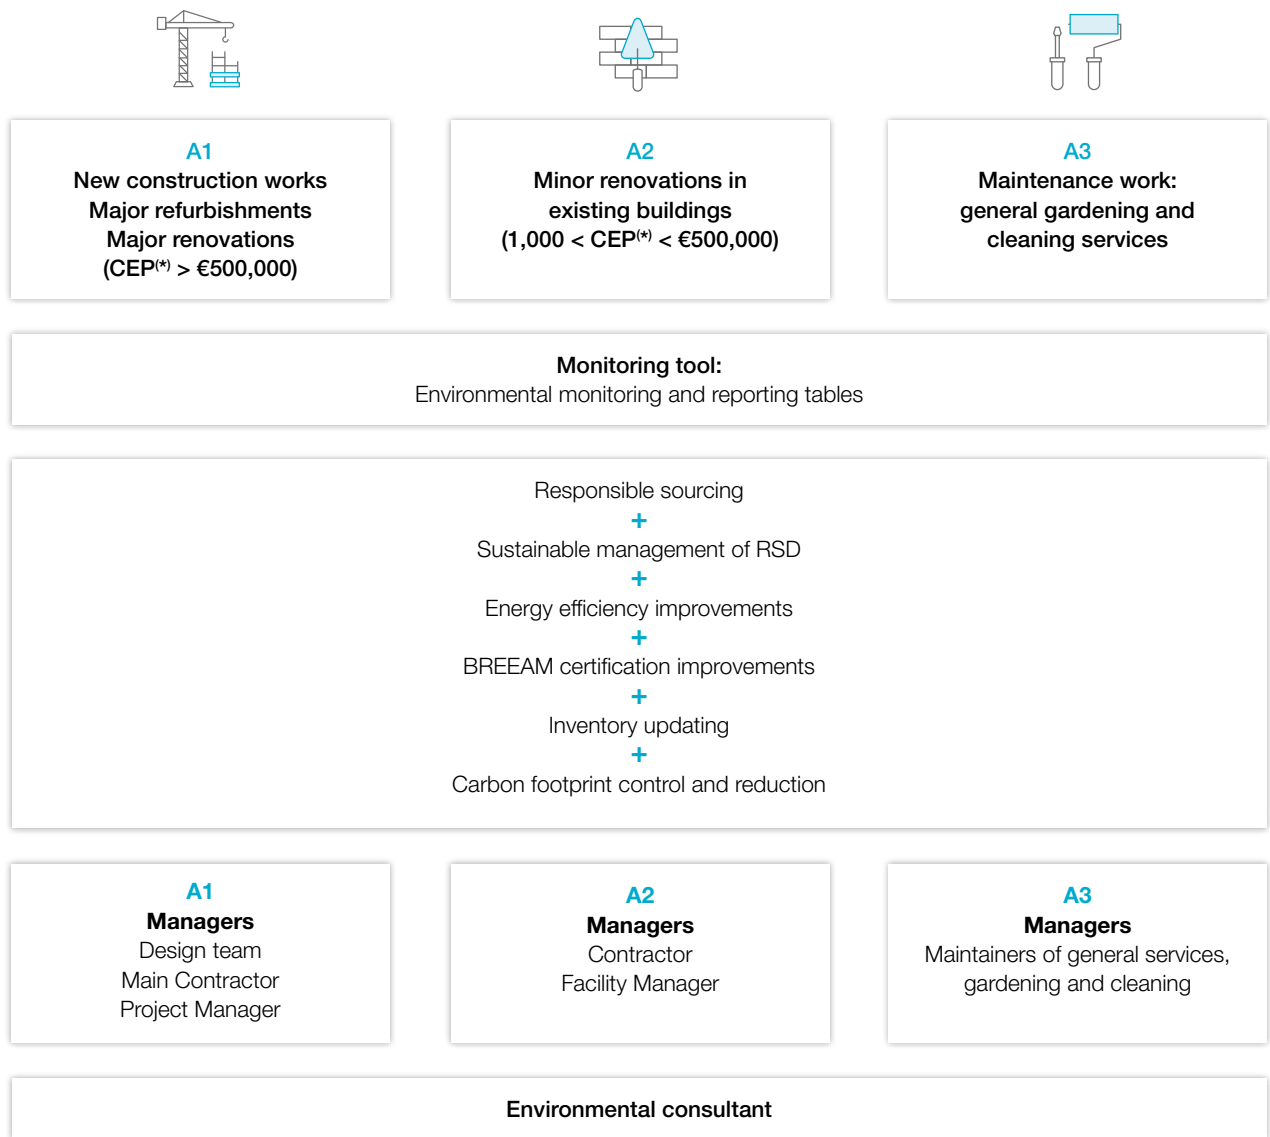 A1
New construction works
Major refurbishments
Major renovations
(CEP(*) > €500,000)
A2
Minor renovations in
existing buildings
(1,000 < CEP(*) < €500,000)
A3
Maintenance work:
general gardening and
cleaning services
Monitoring tool:
Environmental monitoring and reporting tables
Responsible sourcing
+
Sustainable management of RSD
+
Energy efficiency improvements
+
BREEAM certification improvements
+
Inventory updating
+
Carbon footprint control and reduction
A1
Managers
Design team
Main Contractor
Project Manager
A2
Managers
Contractor
Facility Manager
A3
Managers
Maintainers of general services,
gardening and cleaning
Environmental consultant